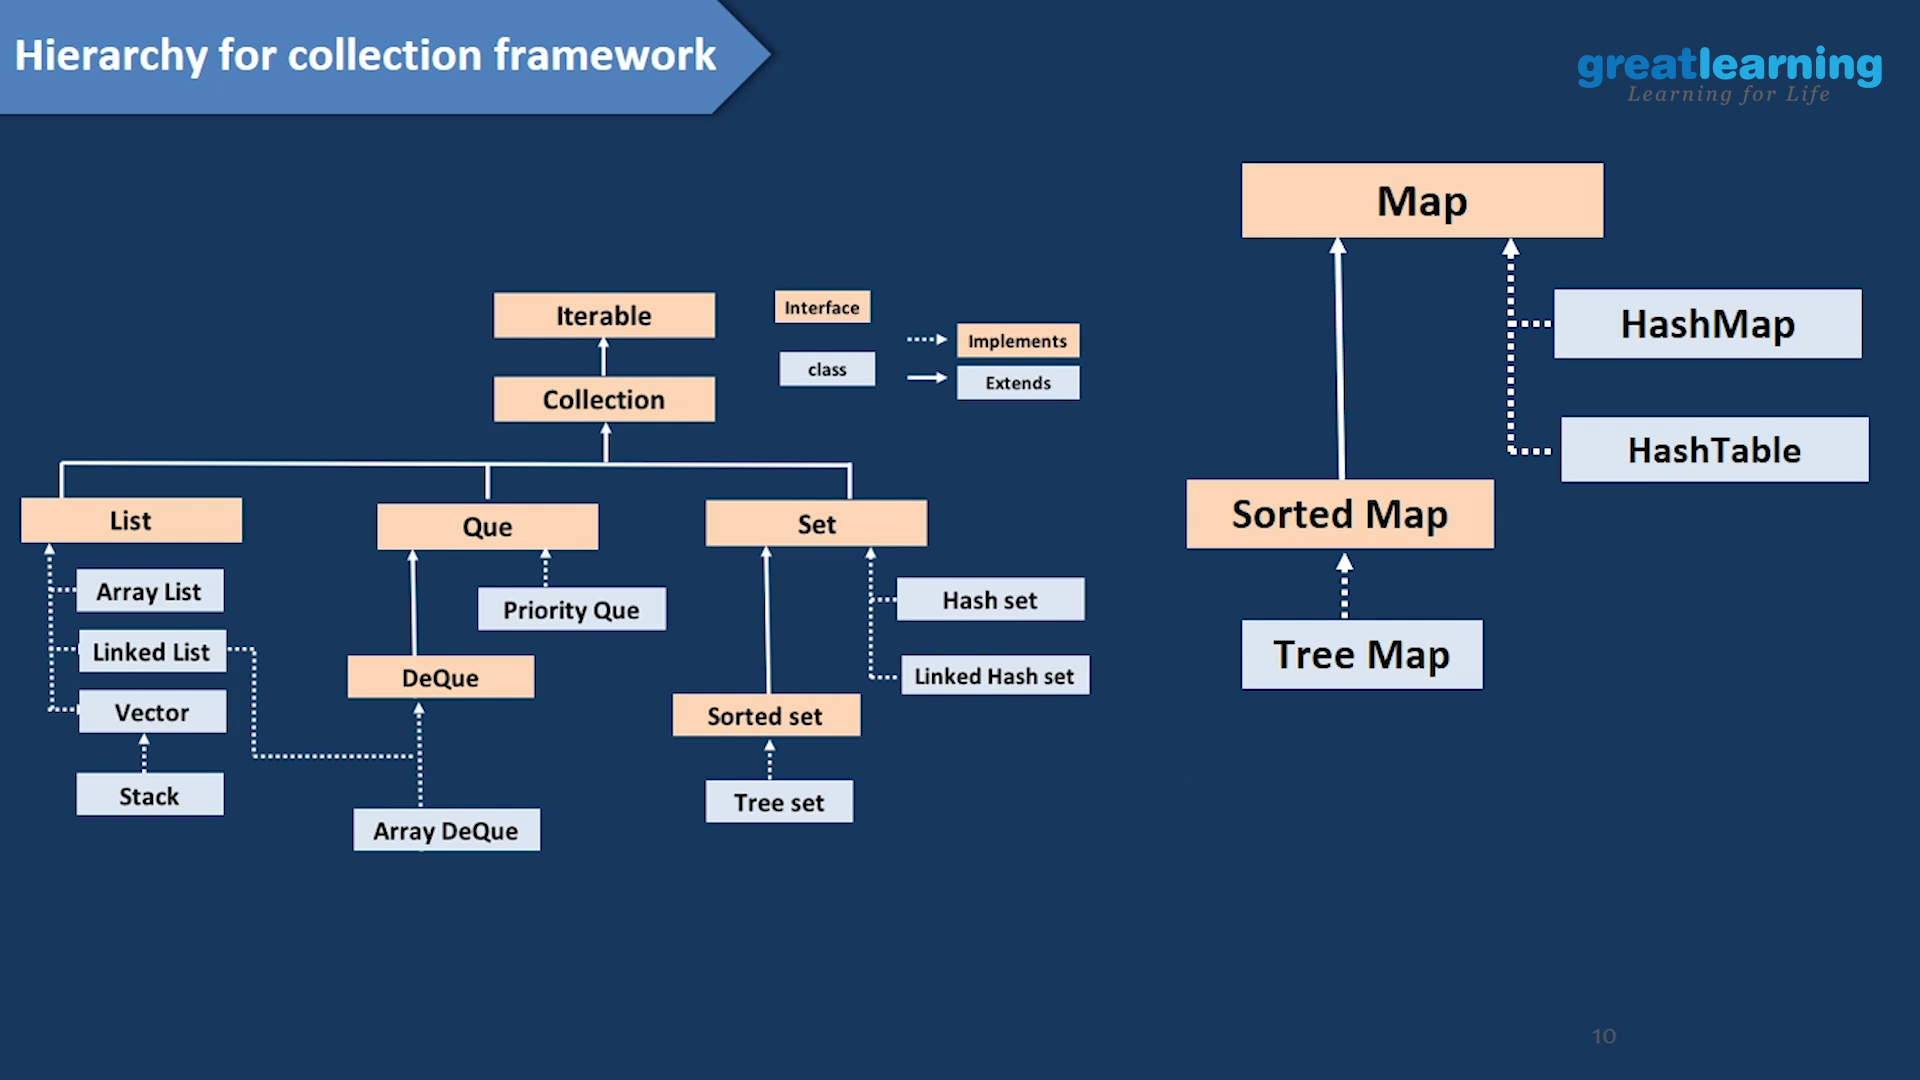 Hierarchy for collection framework
greatlearning
Learning for Life
Iterable
Collection
Interface
class
Implements
Extends
List
Array List
Linked List
Vector
Stack
Que
Priority Que
DeQue
Array DeQue
Set
Hash set
Linked Hash set
Sorted set
Tree set
Map
HashMap
HashTable
Sorted Map
Tree Map
10